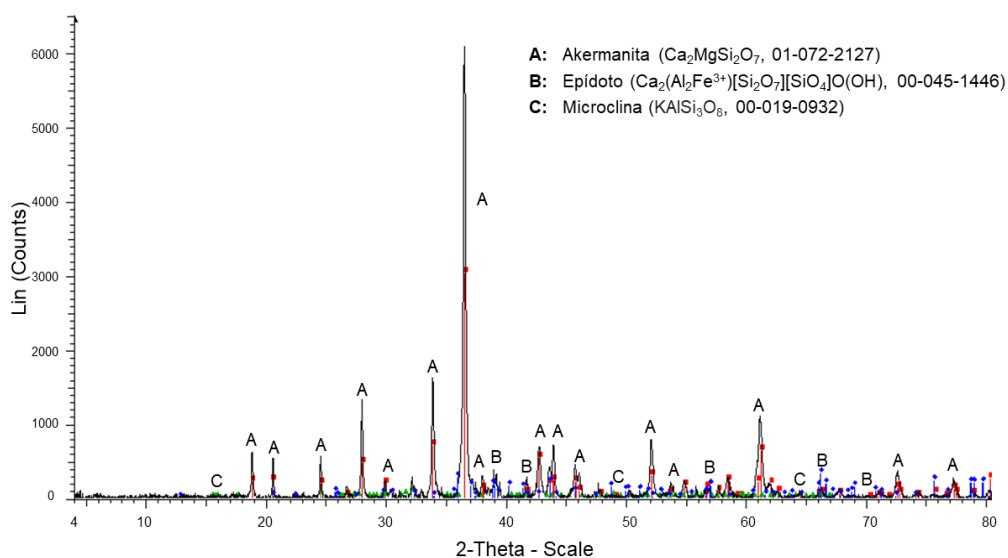 6000
5000
4000
3000
2000
1000
0
Lin (Counts)
A: Akermanita (Ca₂MgSi₂O₇, 01-072-2127)
B: Epídoto (Ca₂(Al₂Fe³⁺)[Si₂O₇][SiO₄]O(OH), 00-045-1446)
C: Microclina (KAlSi₃O₈, 00-019-0932)
C A A A A A A A A B B A A A C A A B A C B B A A
4 10 20 30 40 50 60 70 80
2-Theta - Scale